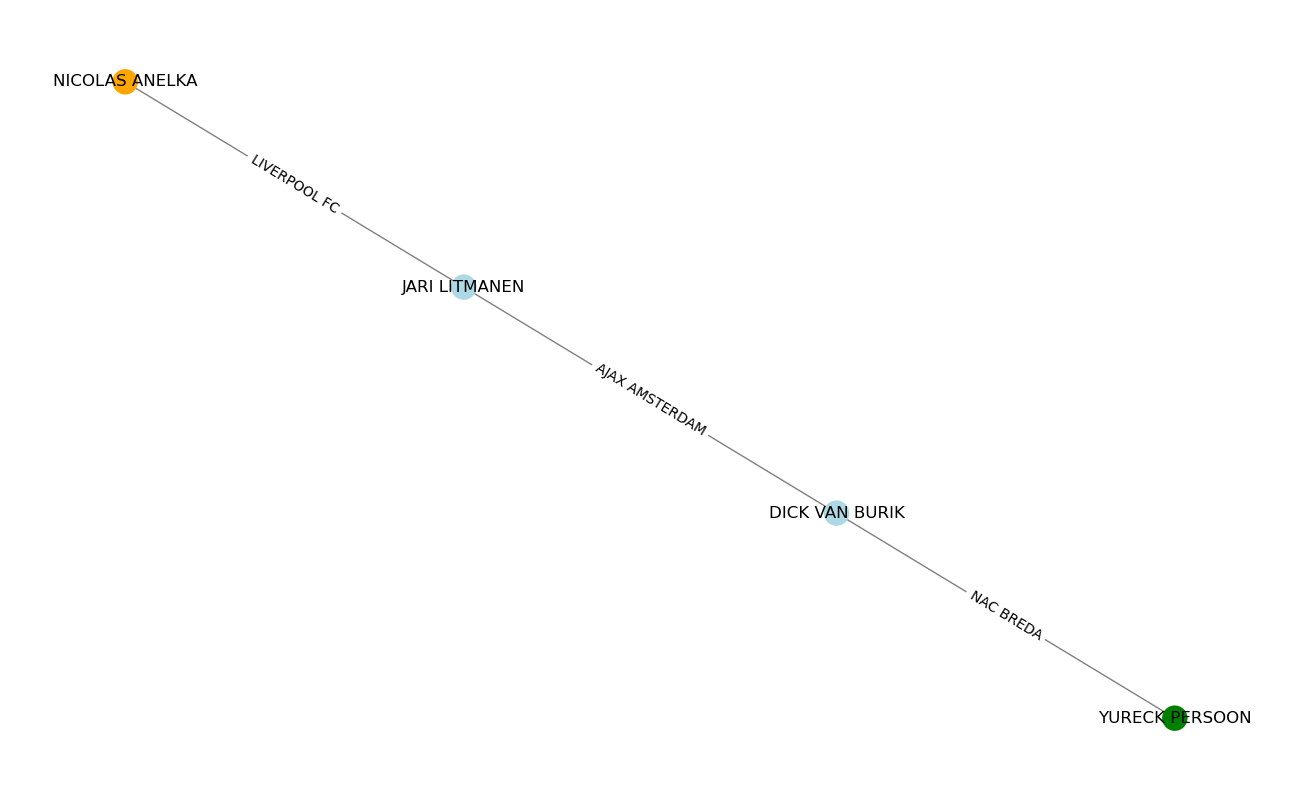 NICOLAS ANELKA
LIVERPOOL FC
JARI LITMANEN
AJAX AMSTERDAM
DICK VAN BURIK
NAC BREDA
YURECK PERSOON